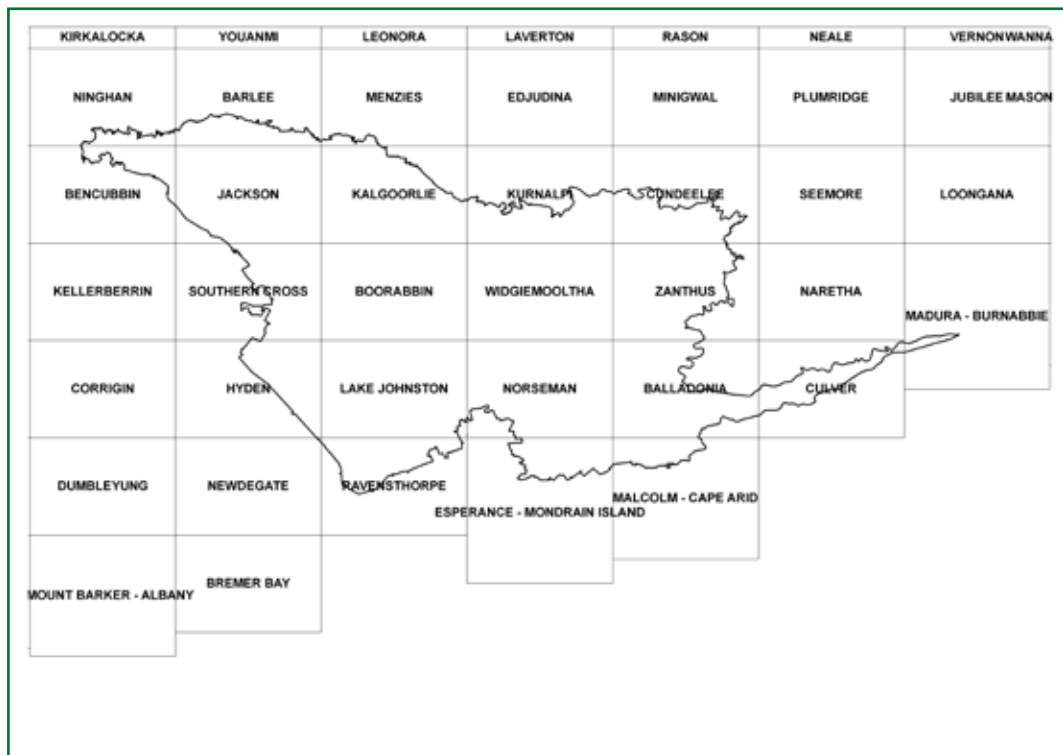 KIRKALOCKA YOUANMI LEONORA LAVERTON RASON NEALE VERNON WANNA
NINGHAN BARLEE MENZIES EDJUDINA MINIGWAL PLUMRIDGE JUBILEE MASON
BENCUBBIN JACKSON KALGOORLIE KURNALPI CUNDEELEE SEEMORE LOONGANA
KELLERBERRIN SOUTHERN CROSS BOORABBIN WIDGIEMOOLTHA ZANTHUS NARETHA
MADURA - BURNABBIE
CORRIGIN HYDEN LAKE JOHNSTON NORSEMAN BALLADONIA CULVER
DUMBLEYUNG NEWDEGATE RAVENSTHORPE
MALCOLM - CAPE ARID
ESPERANCE - MONDRAIN ISLAND
BREMER BAY
MOUNT BARKER - ALBANY